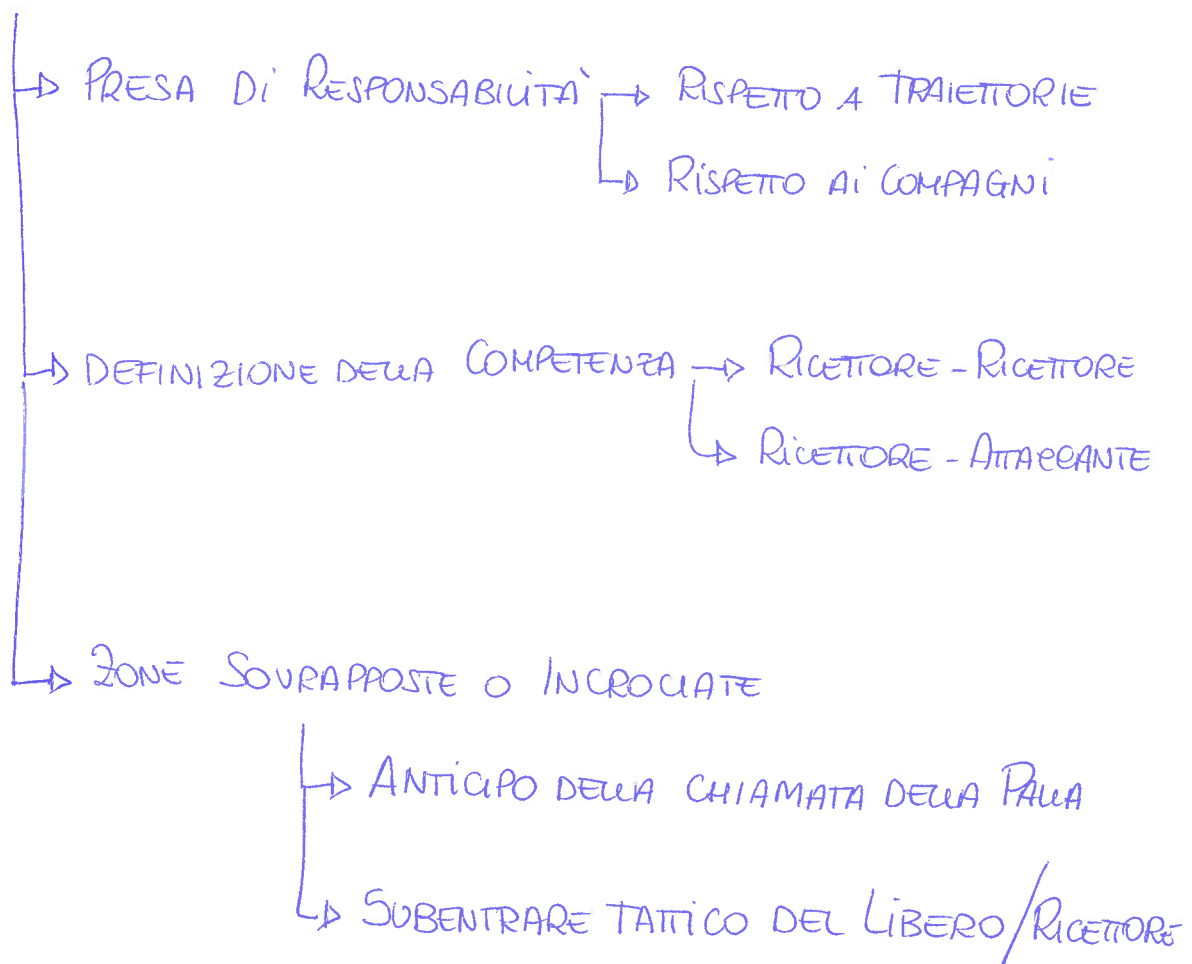 PRESA Di RESPONSABILITÀ → RISPETTO A TRAIETTORIE
RiSPETTO Ai COMPAGNi
DEFINIZIONE DELLA COMPETENZA → RICETTORE - RICETTORE
RiCETTORE - ATTACCANTE
ZONE SOVRAPPOSTE O INCROCIATE
ANTiCIPO DELLA CHIAMATA DELLA PALLA
SUBENTRARE TATTICO DEL LiBERO/RICETTORE